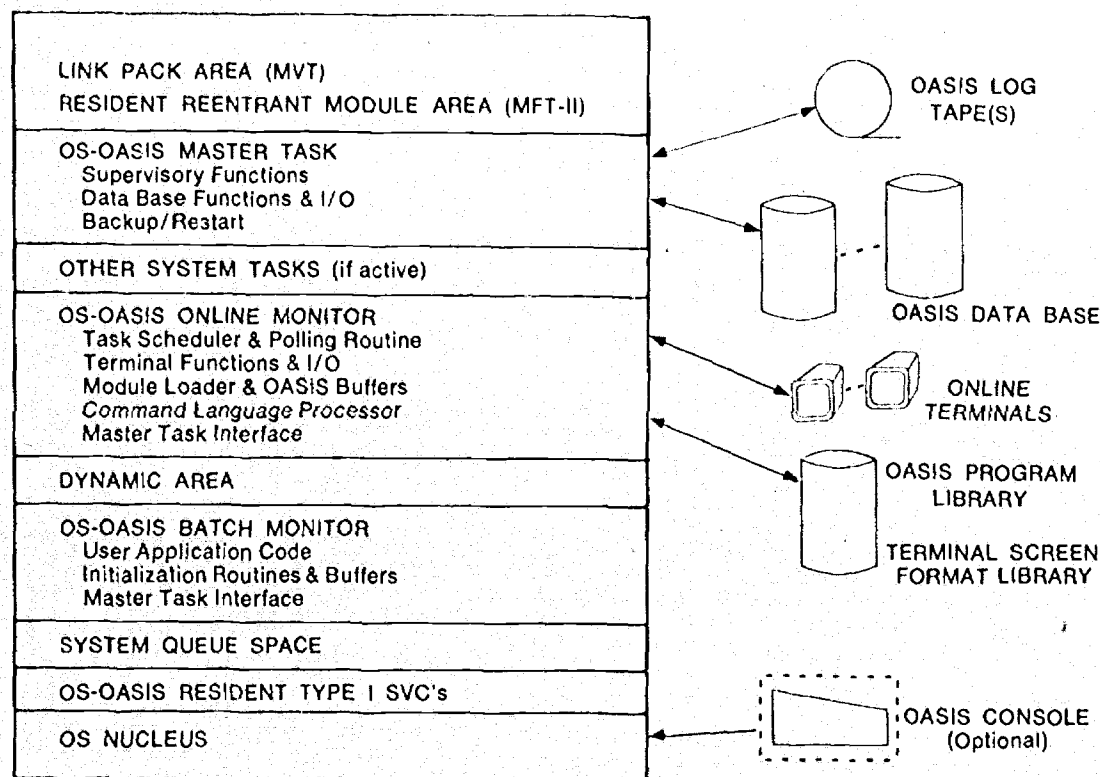 LINK PACK AREA (MVT)
RESIDENT REENTRANT MODULE AREA (MFT-II)
OS-OASIS MASTER TASK
Supervisory Functions
Data Base Functions & I/O
Backup/Restart
OTHER SYSTEM TASKS (if active)
OS-OASIS ONLINE MONITOR
Task Scheduler & Polling Routine
Terminal Functions & I/O
Module Loader & OASIS Buffers
Command Language Processor
Master Task Interface
DYNAMIC AREA
OS-OASIS BATCH MONITOR
User Application Code
Initialization Routines & Buffers
Master Task Interface
SYSTEM QUEUE SPACE
OS-OASIS RESIDENT TYPE I SVC's
OS NUCLEUS
OASIS LOG
TAPE(S)
OASIS DATA BASE
ONLINE
TERMINALS
OASIS PROGRAM
LIBRARY
TERMINAL SCREEN
FORMAT LIBRARY
OASIS CONSOLE
(Optional)